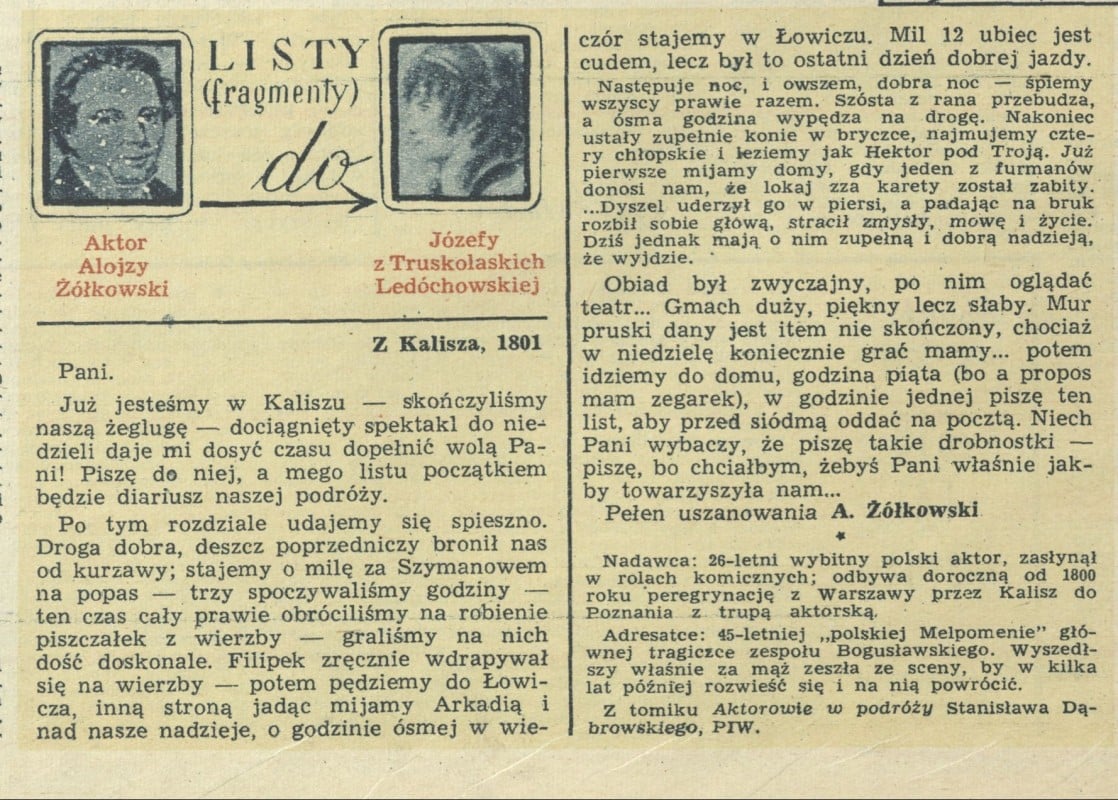 LISTY
(fragmenty)
do
Aktor
Alojzy
Żółkowski
Józefy
z Truskolaskich
Ledóchowskiej
Z Kalisza, 1801
Pani.
Już jesteśmy w Kaliszu — skończyliśmy
naszą żeglugę — dociągnięty spektakl do nie-
dzieli daje mi dosyć czasu dopełnić wolą Pa-
ni! Piszę do niej, a mego listu początkiem
będzie diariusz naszej podróży.
Po tym rozdziale udajemy się spieszno.
Droga dobra, deszcz poprzedniczy bronił nas
od kurzawy; stajemy o milę za Szymanowem
na popas — trzy spoczywaliśmy godziny —
ten czas cały prawie obróciliśmy na robienie
piszczałek z wierzby — graliśmy na nich
dość doskonale. Filipek zręcznie wdrapywał
się na wierzby — potem pędziemy do Łowi-
cza, inną stroną jadąc mijamy Arkadią i
nad nasze nadzieje, o godzinie ósmej w wie-
czór stajemy w Łowiczu. Mil 12 ubiec jest
cudem, lecz był to ostatni dzień dobrej jazdy.
Następuje noc, i owszem, dobra noc — śpiemy
wszyscy prawie razem. Szósta z rana przebudza,
a ósma godzina wypędza na drogę. Nakoniec
ustały zupełnie konie w bryczce, najmujemy czte-
ry chłopskie i leziemy jak Hektor pod Troją. Już
pierwsze mijamy domy, gdy jeden z furmanów
donosi nam, że lokaj zza karety został zabity.
...Dyszel uderzył go w piersi, a padając na bruk
rozbił sobie głową, stracił zmysły, mowę i życie.
Dziś jednak mają o nim zupełną i dobrą nadzieją,
że wyjdzie.
Obiad był zwyczajny, po nim oglądać
teatr... Gmach duży, piękny lecz słaby. Mur
pruski dany jest item nie skończony, chociaż
w niedzielę koniecznie grać mamy... potem
idziemy do domu, godzina piąta (bo a propos
mam zegarek), w godzinie jednej piszę ten
list, aby przed siódmą oddać na pocztą. Niech
Pani wybaczy, że piszę takie drobnostki —
piszę, bo chciałbym, żebyś Pani właśnie jak-
by towarzyszyła nam...
Pełen uszanowania A. Żółkowski
*
Nadawca: 26-letni wybitny polski aktor, zasłynął
w rolach komicznych; odbywa doroczną od 1800
roku peregrynację z Warszawy przez Kalisz do
Poznania z trupą aktorską.
Adresatce: 45-letniej „polskiej Melpomenie” głó-
wnej tragiczce zespołu Bogusławskiego. Wyszedł-
szy właśnie za mąż zeszła ze sceny, by w kilka
lat później rozwieść się i na nią powrócić.
Z tomiku Aktorowie w podróży Stanisława Dą-
browskiego, PIW.